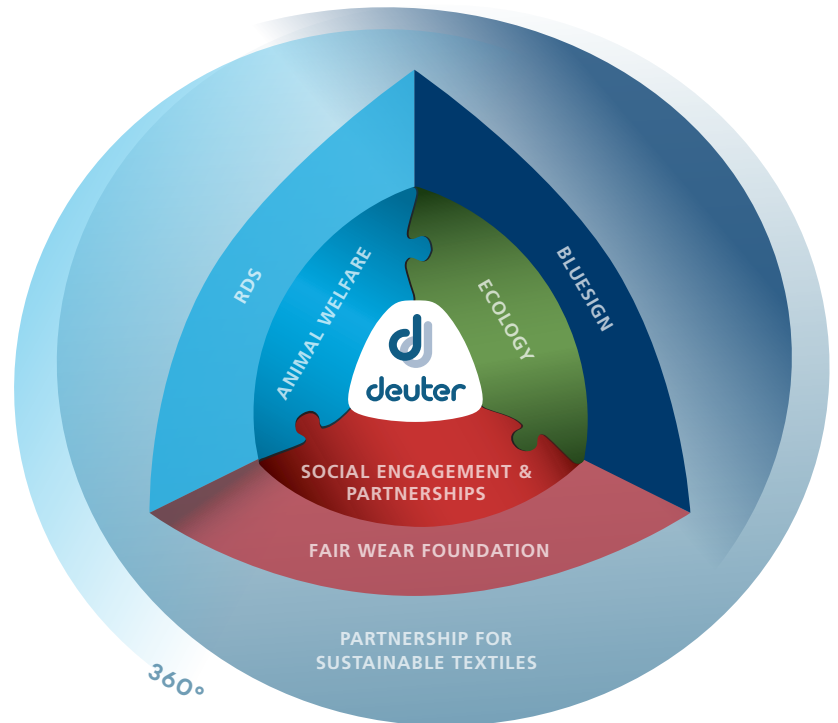 RDS
ANIMAL WELFARE
ECOLOGY
BLUESIGN
deuter
SOCIAL ENGAGEMENT &
PARTNERSHIPS
FAIR WEAR FOUNDATION
PARTNERSHIP FOR
SUSTAINABLE TEXTILES
360°